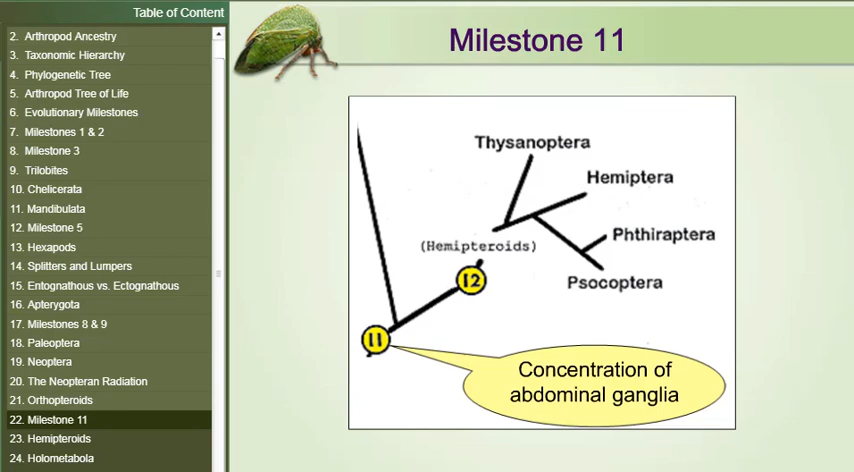 Table of Content
2. Arthropod Ancestry
3. Taxonomic Hierarchy
4. Phylogenetic Tree
5. Arthropod Tree of Life
6. Evolutionary Milestones
7. Milestones 1 & 2
8. Milestone 3
9. Trilobites
10. Chelicerata
11. Mandibulata
12. Milestone 5
13. Hexapods
14. Splitters and Lumpers
15. Entognathous vs. Ectognathous
16. Apterygota
17. Milestones 8 & 9
18. Paleoptera
19. Neoptera
20. The Neopteran Radiation
21. Orthopteroids
22. Milestone 11
23. Hemipteroids
24. Holometabola
Milestone 11
Thysanoptera
Hemiptera
(Hemipteroids)
Phthiraptera
12
Psocoptera
11
Concentration of
abdominal ganglia